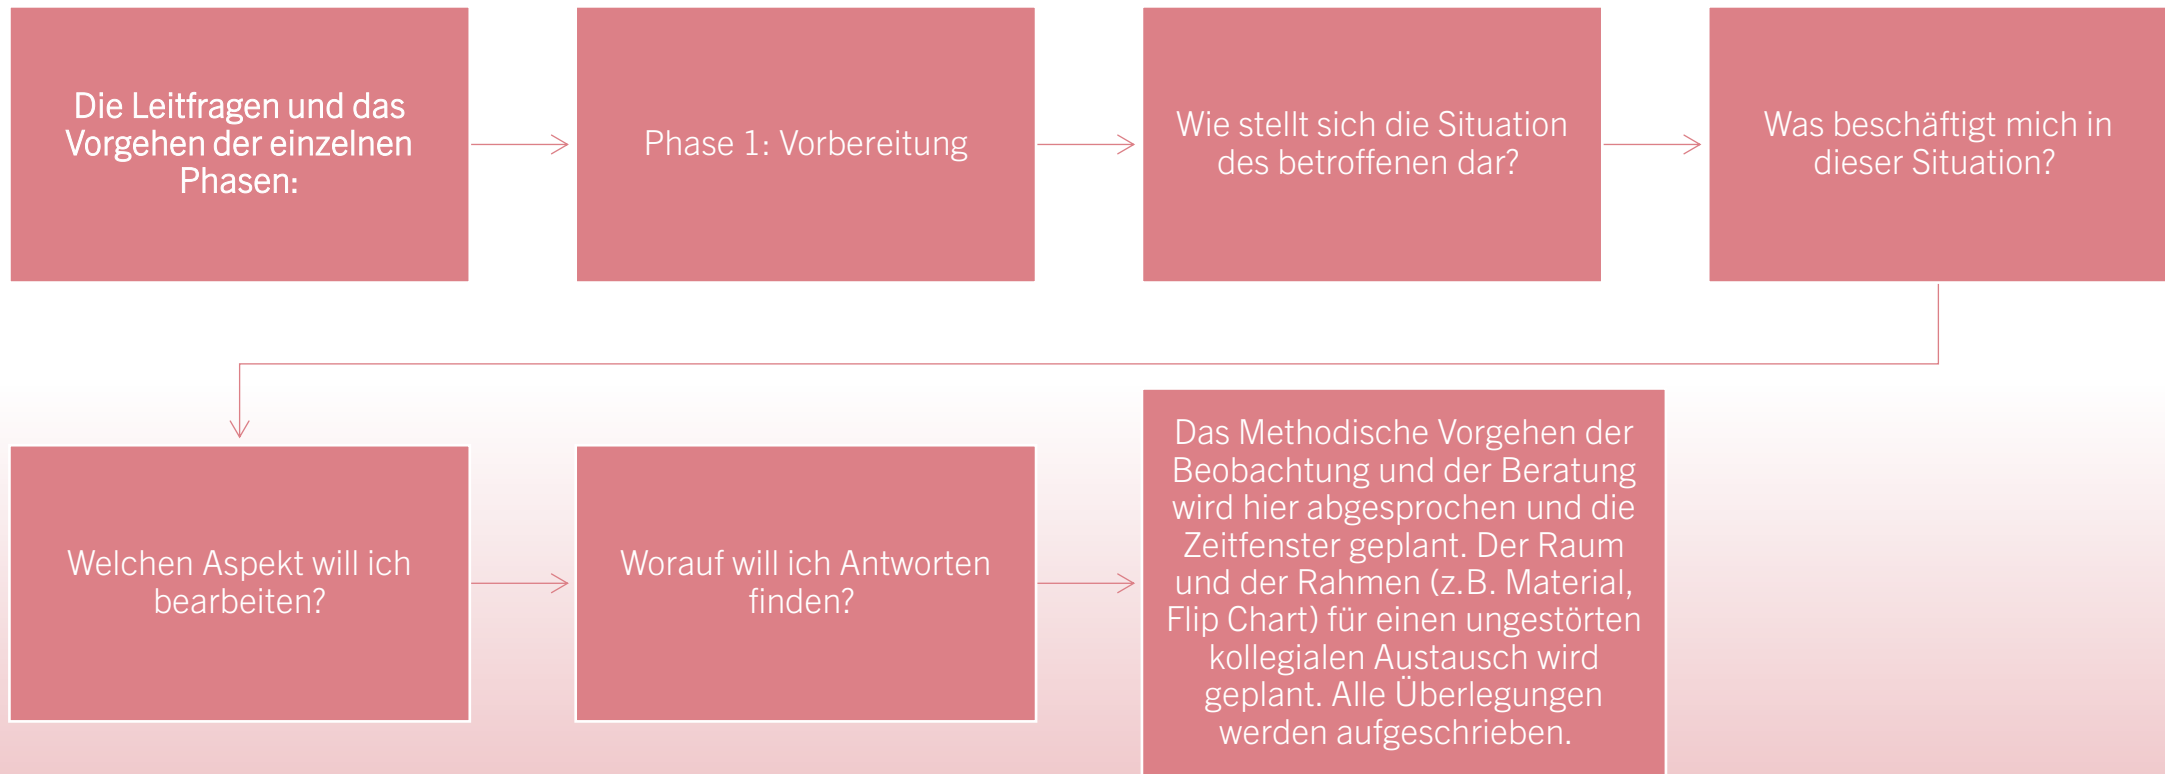 Die Leitfragen und das
Vorgehen der einzelnen
Phasen:
Phase 1: Vorbereitung
Wie stellt sich die Situation
des betroffenen dar?
Was beschäftigt mich in
dieser Situation?
Welchen Aspekt will ich
bearbeiten?
Worauf will ich Antworten
finden?
Das Methodische Vorgehen der
Beobachtung und der Beratung
wird hier abgesprochen und die
Zeitfenster geplant. Der Raum
und der Rahmen (z.B. Material,
Flip Chart) für einen ungestörten
kollegialen Austausch wird
geplant. Alle Überlegungen
werden aufgeschrieben.